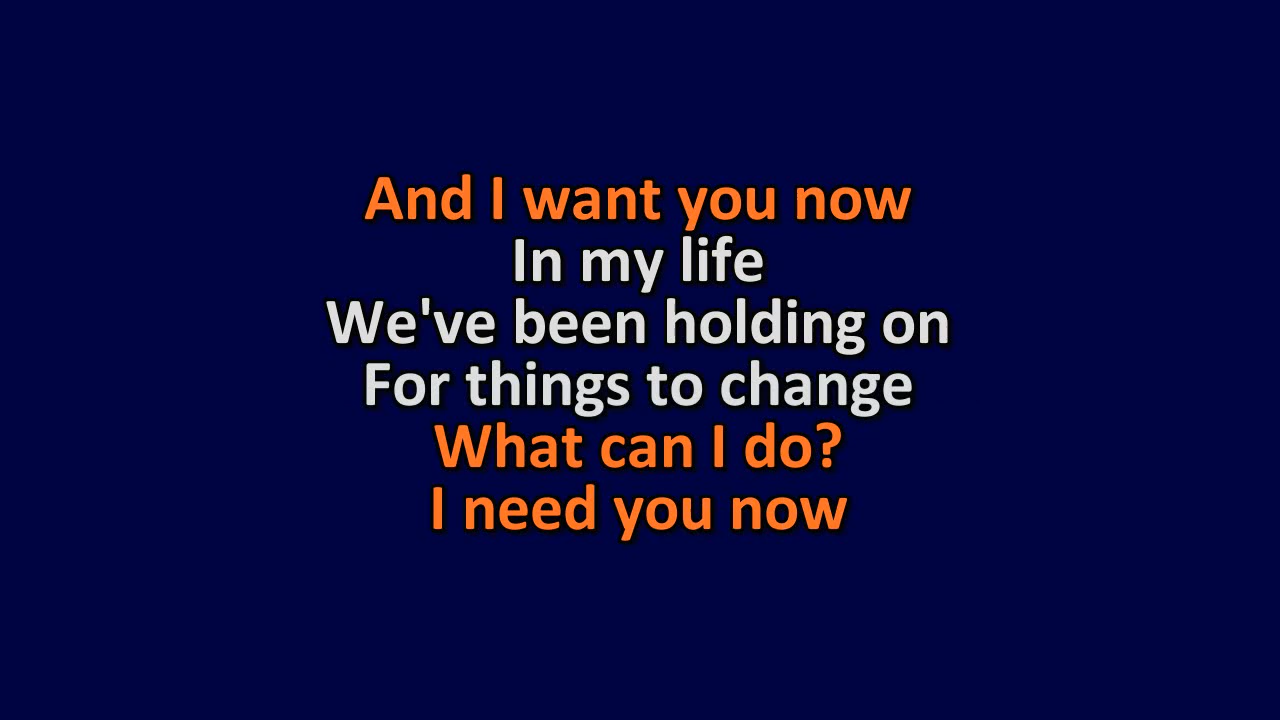 And I want you now
In my life
We've been holding on
For things to change
What can I do?
I need you now